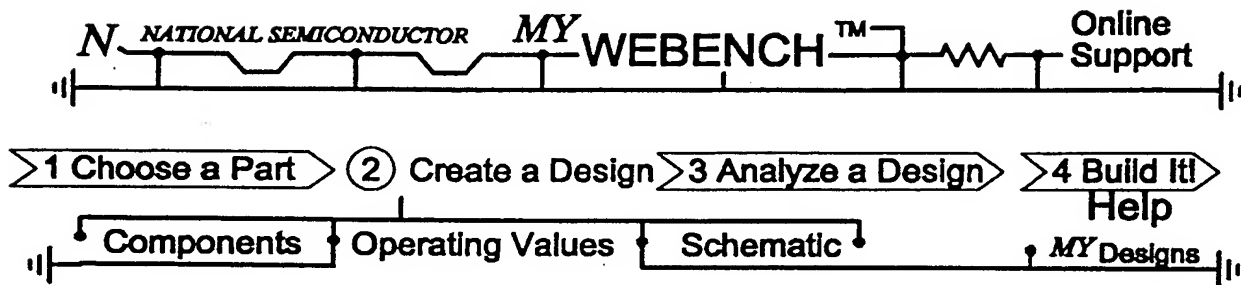 N NATIONAL SEMICONDUCTOR MY WEBENCH™ Online Support
1 Choose a Part 2 Create a Design 3 Analyze a Design 4 Build It!
Help
Components Operating Values Schematic MY Designs